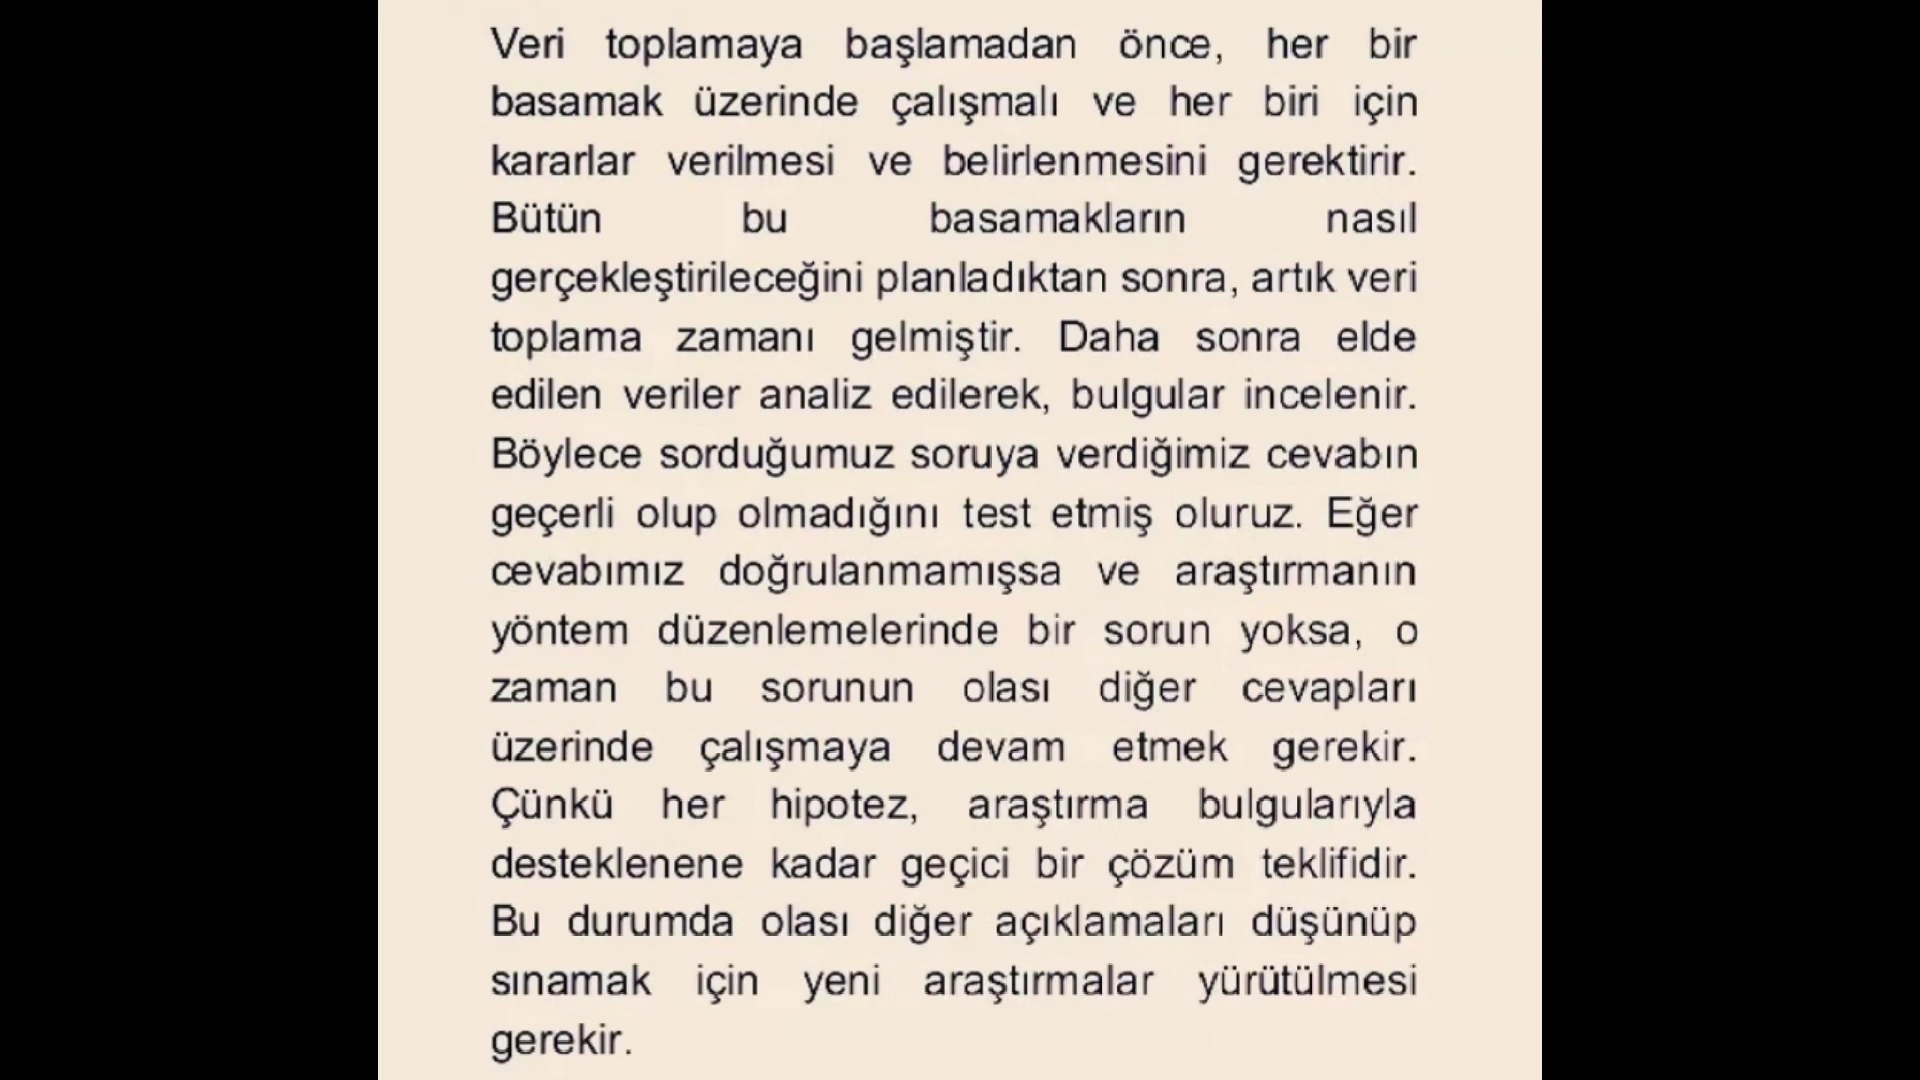 Veri toplamaya başlamadan önce, her bir
basamak üzerinde çalışmalı ve her biri için
kararlar verilmesi ve belirlenmesini gerektirir.
Bütün bu basamakların nasıl
gerçekleştirileceğini planladıktan sonra, artık veri
toplama zamanı gelmiştir. Daha sonra elde
edilen veriler analiz edilerek, bulgular incelenir.
Böylece sorduğumuz soruya verdiğimiz cevabın
geçerli olup olmadığını test etmiş oluruz. Eğer
cevabımız doğrulanmamışsa ve araştırmanın
yöntem düzenlemelerinde bir sorun yoksa, o
zaman bu sorunun olası diğer cevapları
üzerinde çalışmaya devam etmek gerekir.
Çünkü her hipotez, araştırma bulgularıyla
desteklenene kadar geçici bir çözüm teklifidir.
Bu durumda olası diğer açıklamaları düşünüp
sınamak için yeni araştırmalar yürütülmesi
gerekir.